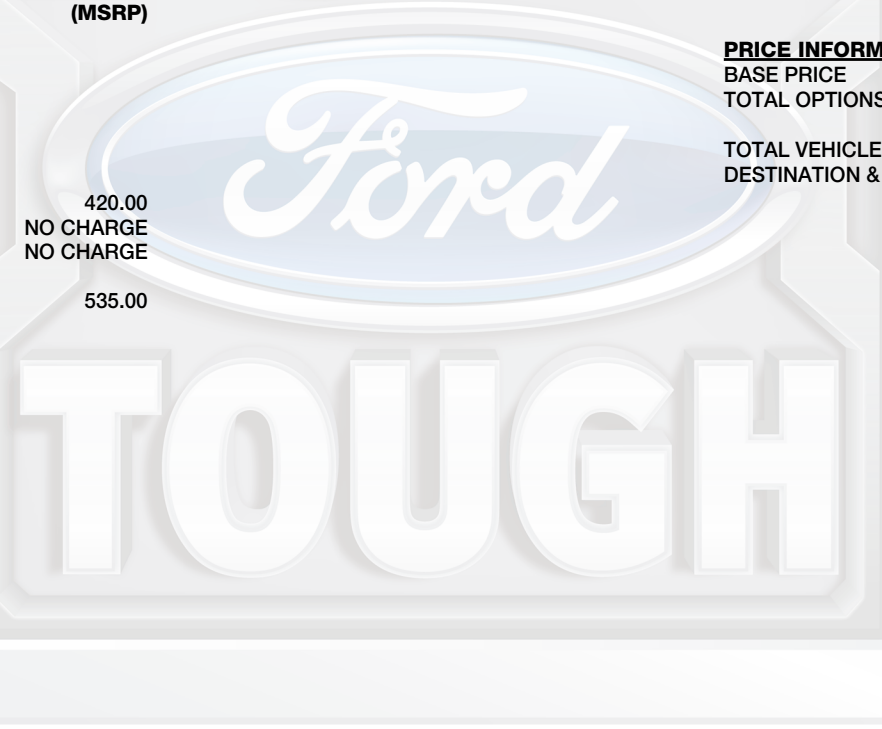 (MSRP)
420.00
NO CHARGE
NO CHARGE
535.00
PRICE INFORM
BASE PRICE
TOTAL OPTIONS
TOTAL VEHICLE
DESTINATION &
Ford
TOUGH